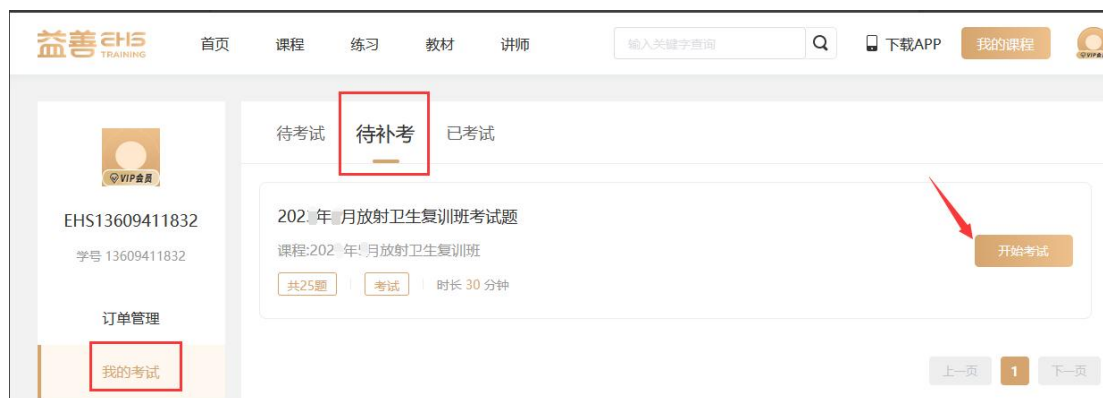 益善 EHS TRAINING 首页 课程 练习 教材 讲师 输入关键字查询 下载APP 我的课程
VIP会员
待考试 待补考 已考试
VIP会员
EHS13609411832
学号 13609411832
202 年 月放射卫生复训班考试题
课程:202 年 月放射卫生复训班
共25题 考试 时长 30 分钟
开始考试
订单管理
我的考试
上一页 1 下一页